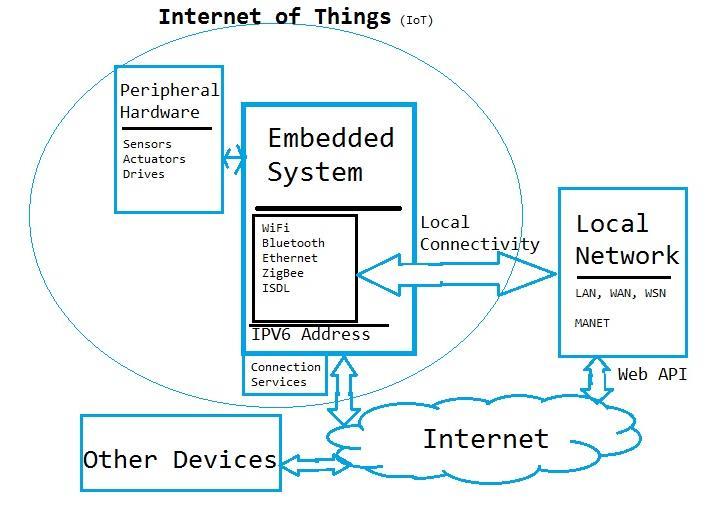 Internet of Things (IoT)
Peripheral
Hardware
Sensors
Actuators
Drives
Embedded
System
WiFi
Bluetooth
Ethernet
ZigBee
ISDL
IPV6 Address
Connection
Services
Local
Connectivity
Local
Network
LAN, WAN, WSN
MANET
Web API
Internet
Other Devices